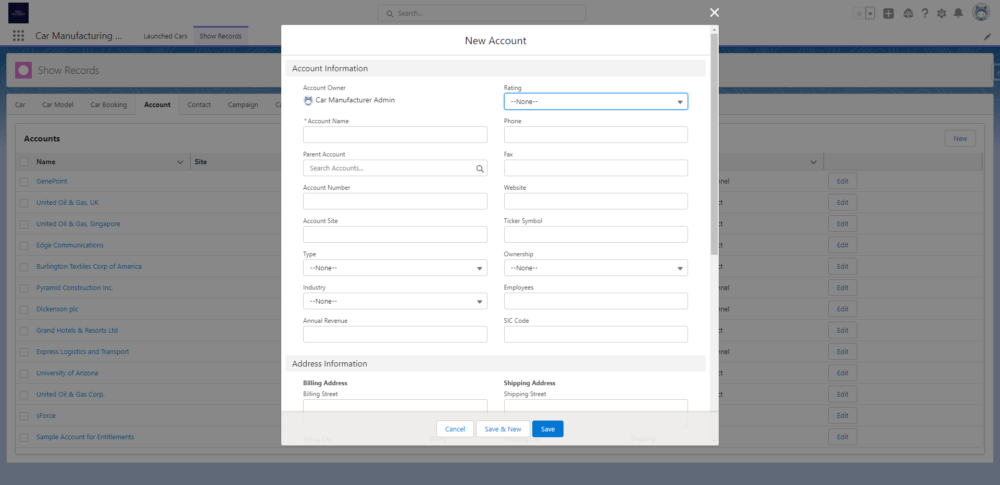 Search...
Car Manufacturing ...
Launched Cars
Show Records
Show Records
Car
Car Model
Car Booking
Account
Contact
Campaign
Accounts
New
Name
Site
GenePoint
Edit
United Oil & Gas, UK
Edit
United Oil & Gas, Singapore
Edit
Edge Communications
Edit
Burlington Textiles Corp of America
Edit
Pyramid Construction Inc.
Edit
Dickenson plc
Edit
Grand Hotels & Resorts Ltd
Edit
Express Logistics and Transport
Edit
University of Arizona
Edit
United Oil & Gas Corp.
Edit
sForce
Edit
Sample Account for Entitlements
Edit
New Account
Account Information
Account Owner
Car Manufacturer Admin
Rating
--None--
*Account Name
Phone
Parent Account
Search Accounts...
Fax
Account Number
Website
Account Site
Ticker Symbol
Type
--None--
Ownership
--None--
Industry
--None--
Employees
Annual Revenue
SIC Code
Address Information
Billing Address
Shipping Address
Billing Street
Shipping Street
Billing City
Billing
Shipping City
Shipping
Cancel
Save & New
Save